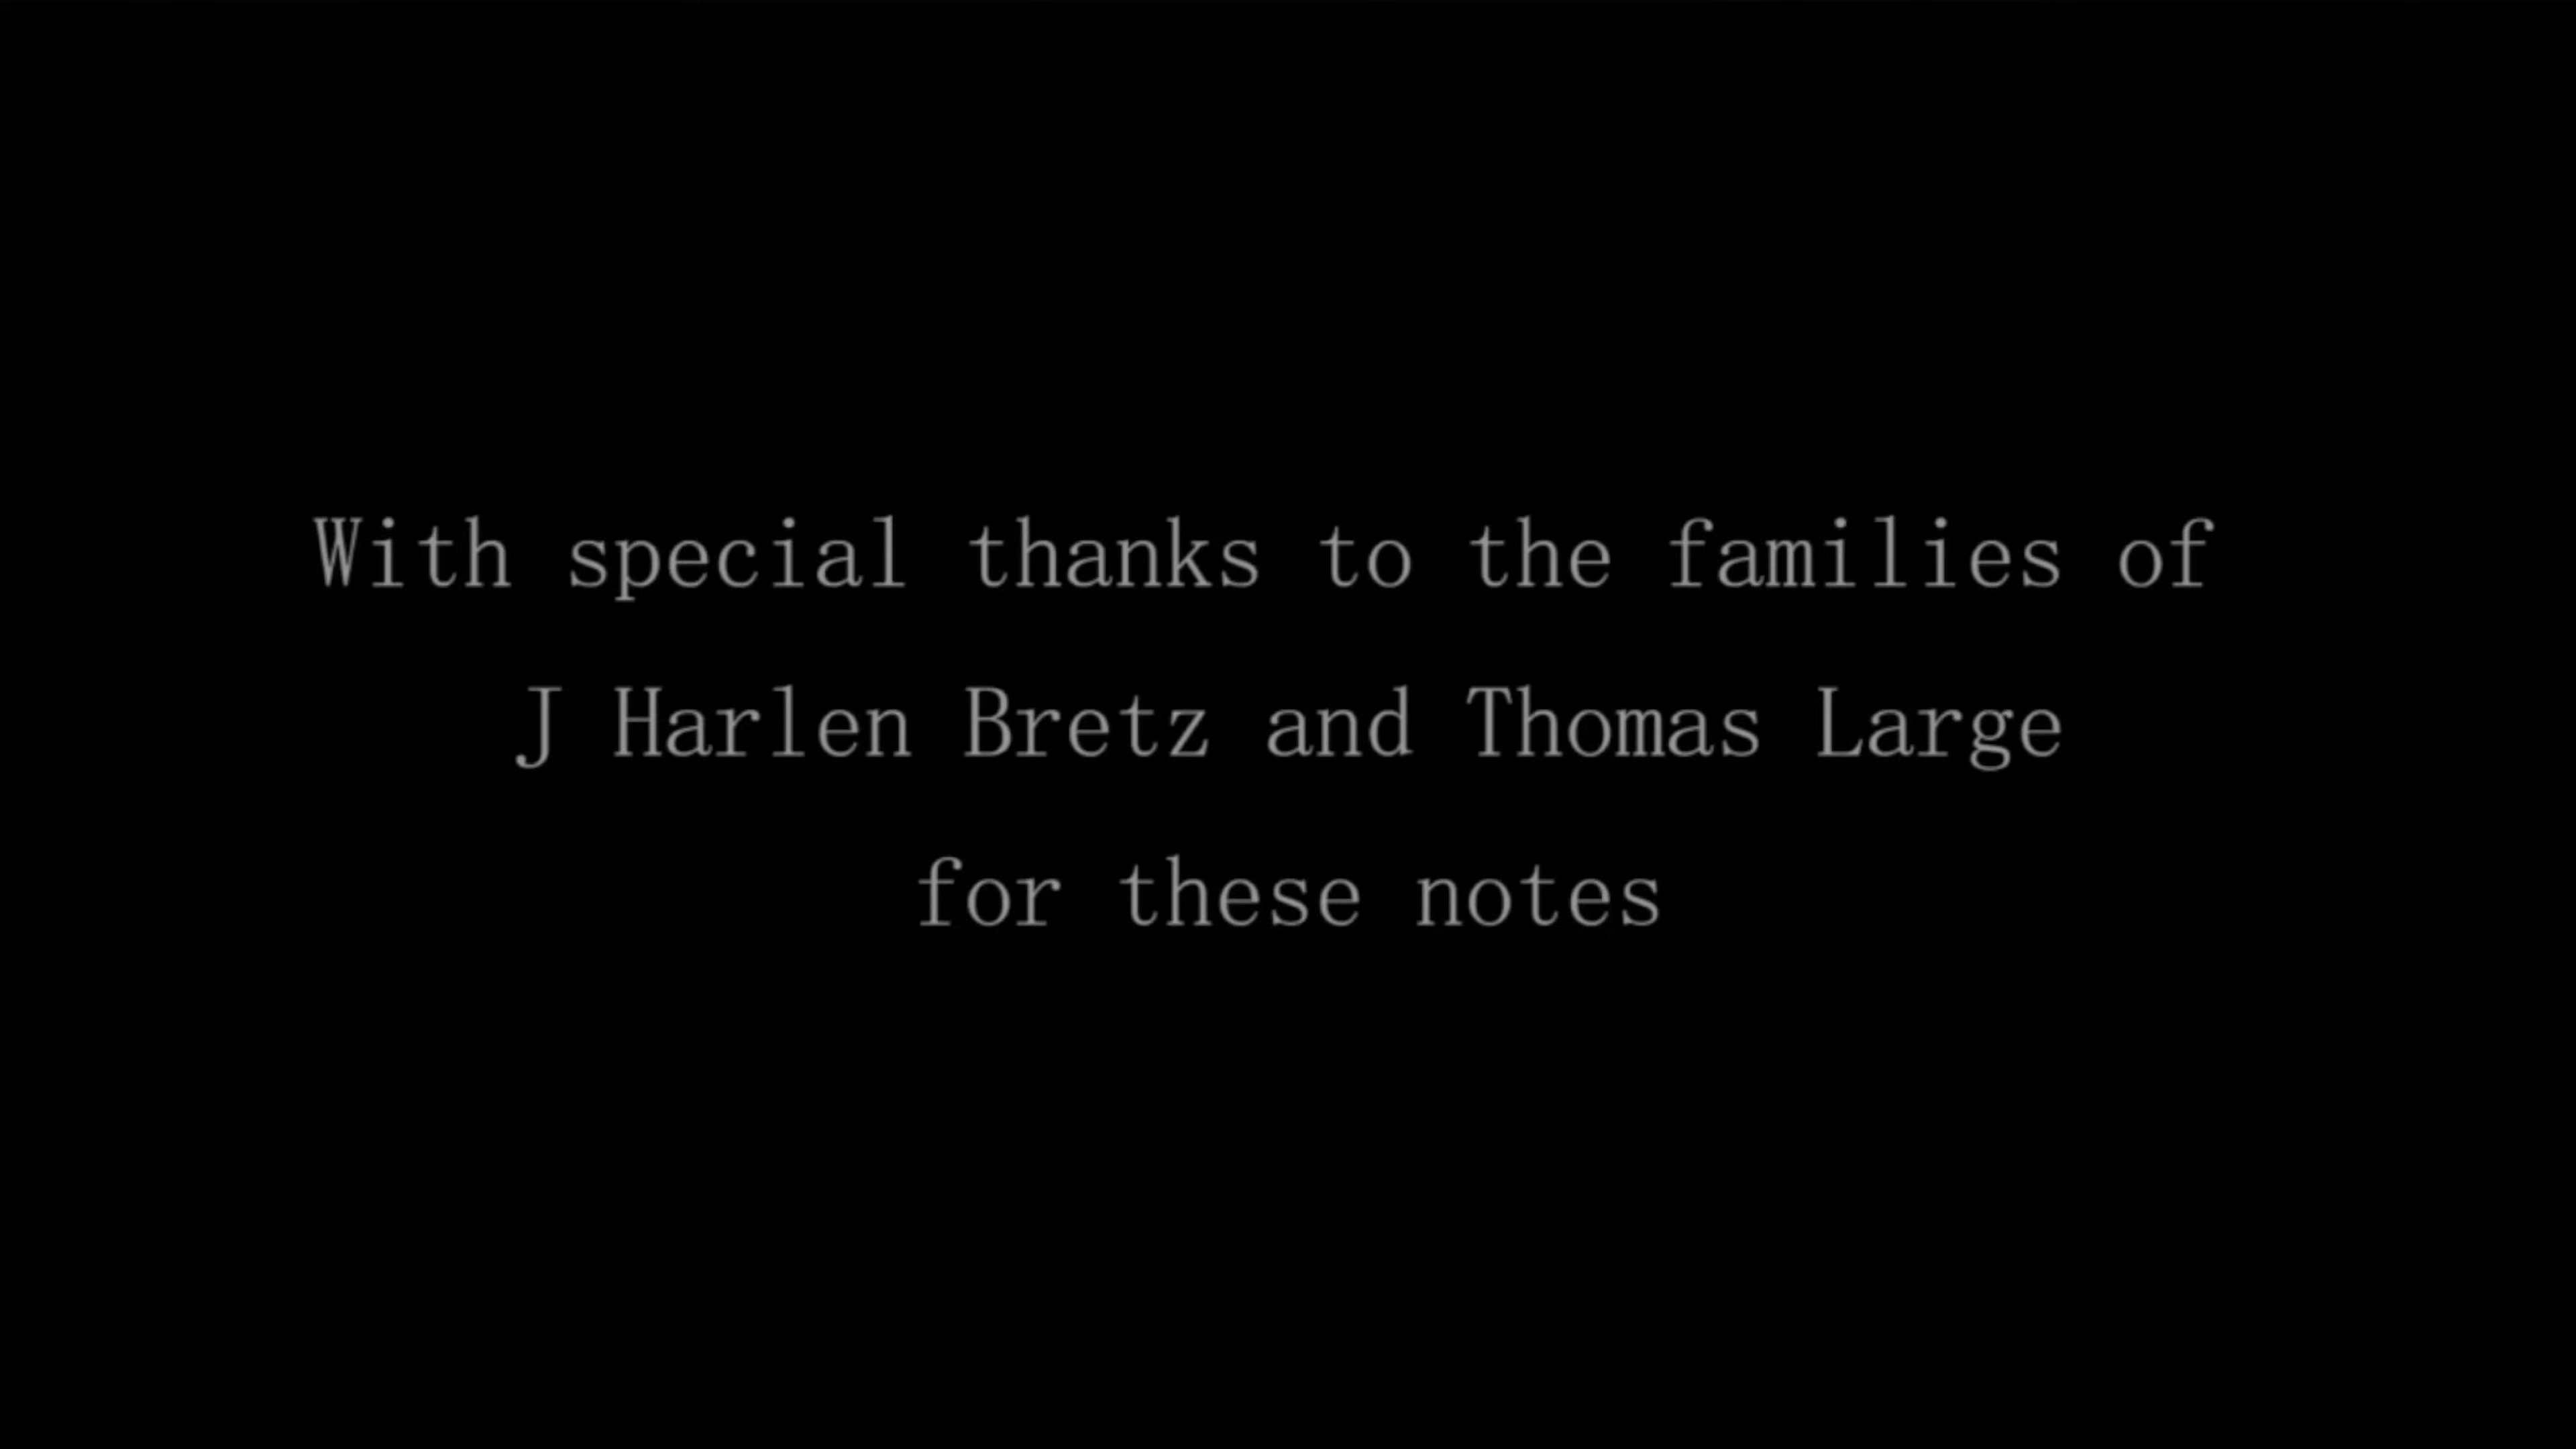 With special thanks to the families of
J Harlen Bretz and Thomas Large
for these notes